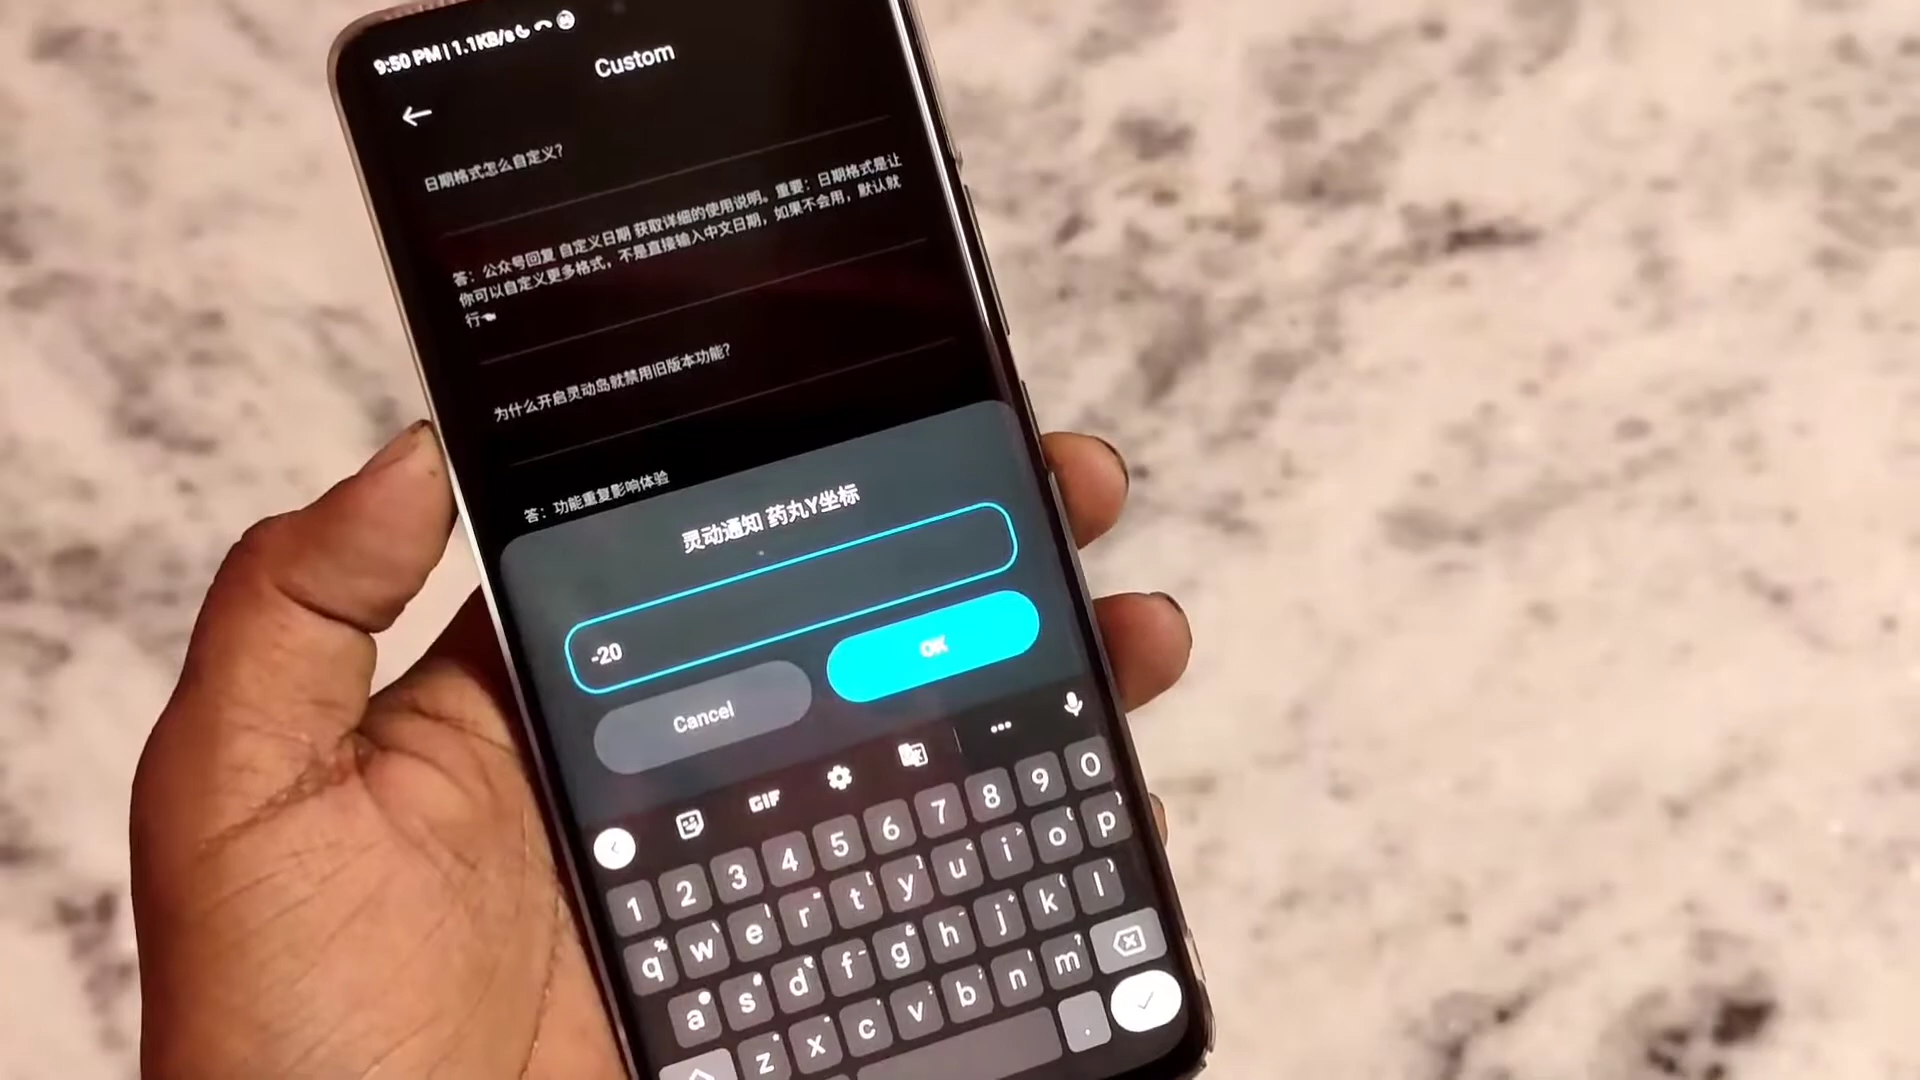 9:50 PM | 1.1KB/s
Custom
日期格式怎么自定义?
答：公众号回复 自定义日期 获取详细的使用说明。重要：日期格式是让
你可以自定义更多格式，不是直接输入中文日期，如果不会用，默认就
行
为什么开启灵动岛就禁用旧版本功能?
答：功能重复影响体验
灵动通知 药丸Y坐标
-20
Cancel
OK
GIF
1 2 3 4 5 6 7 8 9 0
q w e r t y u i o p
a s d f g h j k l
z x c v b n m
.